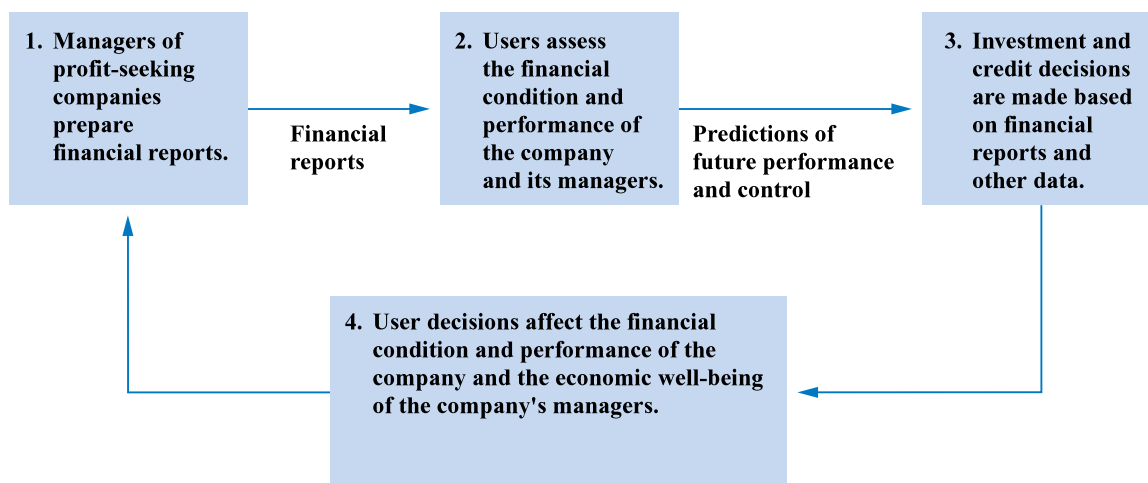 1. Managers of
profit-seeking
companies
prepare
financial reports.
Financial
reports
2. Users assess
the financial
condition and
performance of
the company
and its managers.
Predictions of
future performance
and control
3. Investment and
credit decisions
are made based
on financial
reports and
other data.
4. User decisions affect the financial
condition and performance of the
company and the economic well-being
of the company's managers.